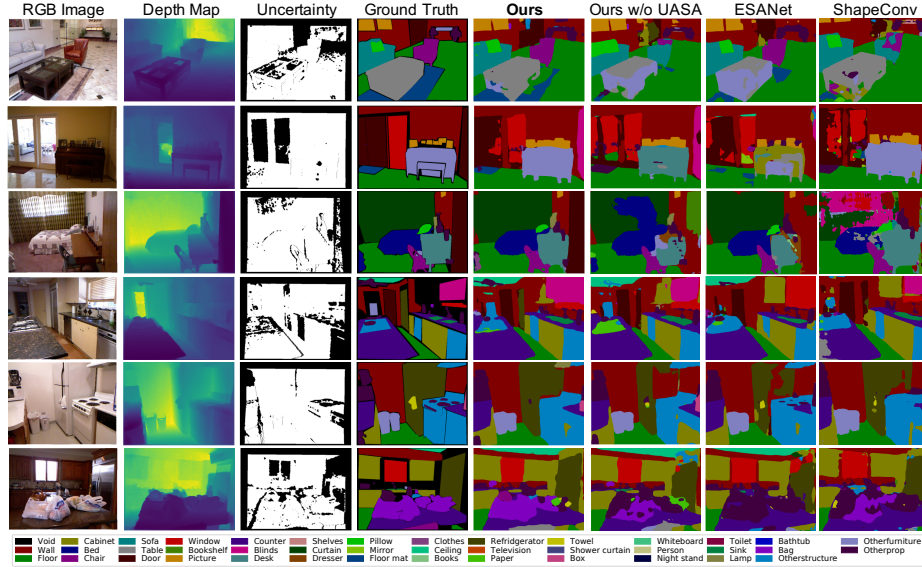 RGB Image Depth Map Uncertainty Ground Truth Ours Ours w/o UASA ESANet ShapeConv
Void Cabinet Sofa Window Counter Shelves Pillow Clothes Refridgerator Towel Whiteboard Toilet Bathtub Otherfurniture
Wall Bed Table Bookshelf Blinds Curtain Mirror Ceiling Television Shower curtain Person Sink Bag Otherprop
Floor Chair Door Picture Desk Dresser Floor mat Books Paper Box Night stand Lamp Otherstructure